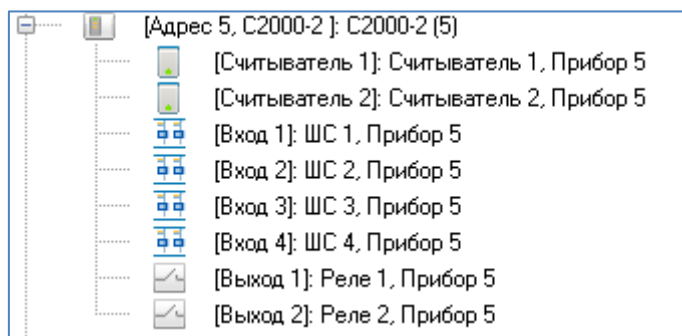 [Адрес 5, С2000-2 ]: С2000-2 (5)
[Считыватель 1]: Считыватель 1, Прибор 5
[Считыватель 2]: Считыватель 2, Прибор 5
[Вход 1]: ШС 1, Прибор 5
[Вход 2]: ШС 2, Прибор 5
[Вход 3]: ШС 3, Прибор 5
[Вход 4]: ШС 4, Прибор 5
[Выход 1]: Реле 1, Прибор 5
[Выход 2]: Реле 2, Прибор 5